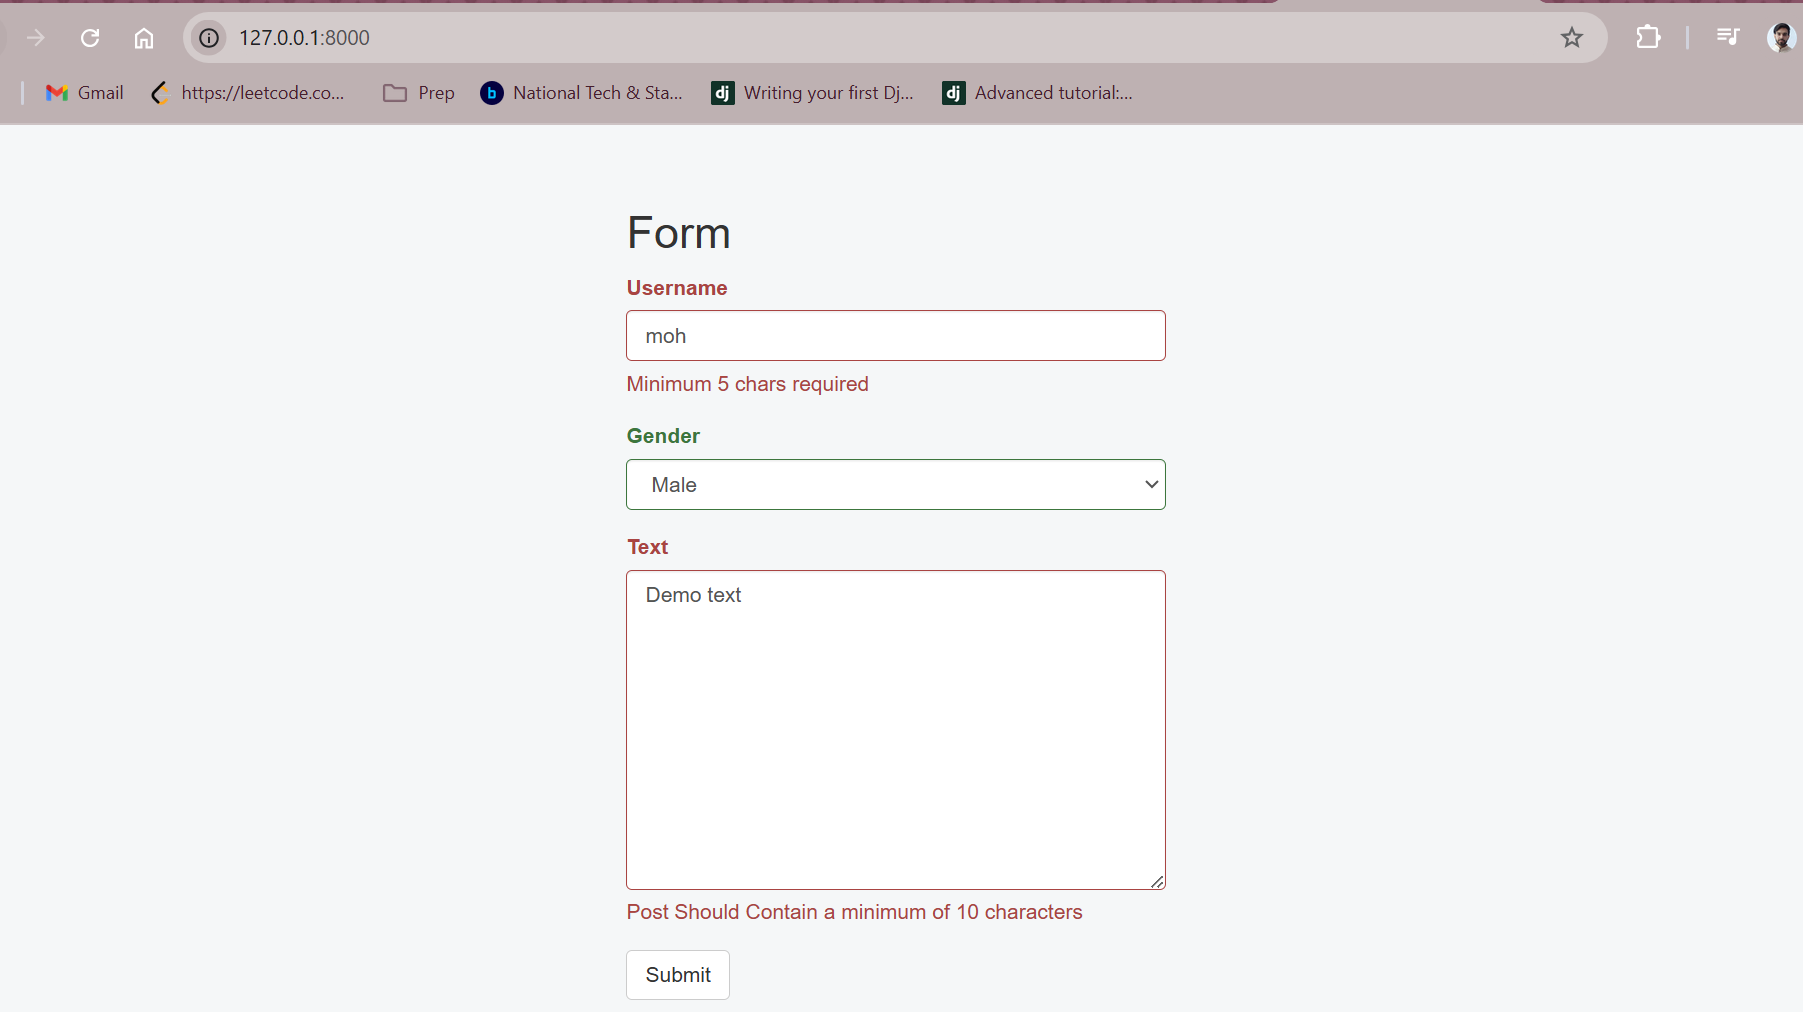 127.0.0.1:8000
Gmail https://leetcode.co... Prep b National Tech & Sta... dj Writing your first Dj... dj Advanced tutorial:...
Form
Username
moh
Minimum 5 chars required
Gender
Male
Text
Demo text
Post Should Contain a minimum of 10 characters
Submit